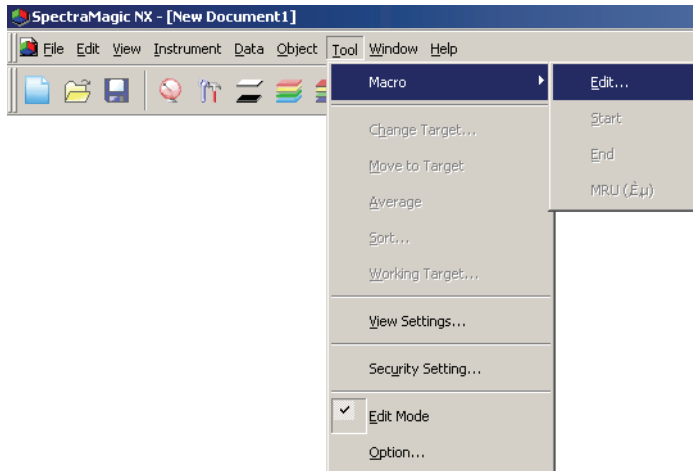 SpectraMagic NX - [New Document1]
File Edit View Instrument Data Object Tool Window Help
Macro
Edit...
Start
End
MRU (Èµ)
Change Target...
Move to Target
Average
Sort...
Working Target...
View Settings...
Security Setting...
Edit Mode
Option...